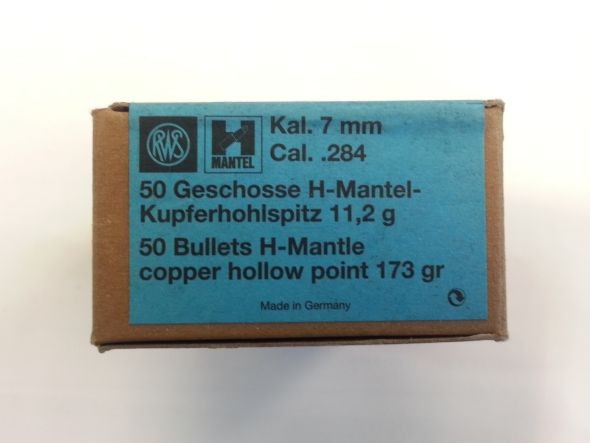 RWS
H
MANTEL
Kal. 7 mm
Cal. .284
50 Geschosse H-Mantel-
Kupferhohlspitz 11,2 g
50 Bullets H-Mantle
copper hollow point 173 gr
Made in Germany